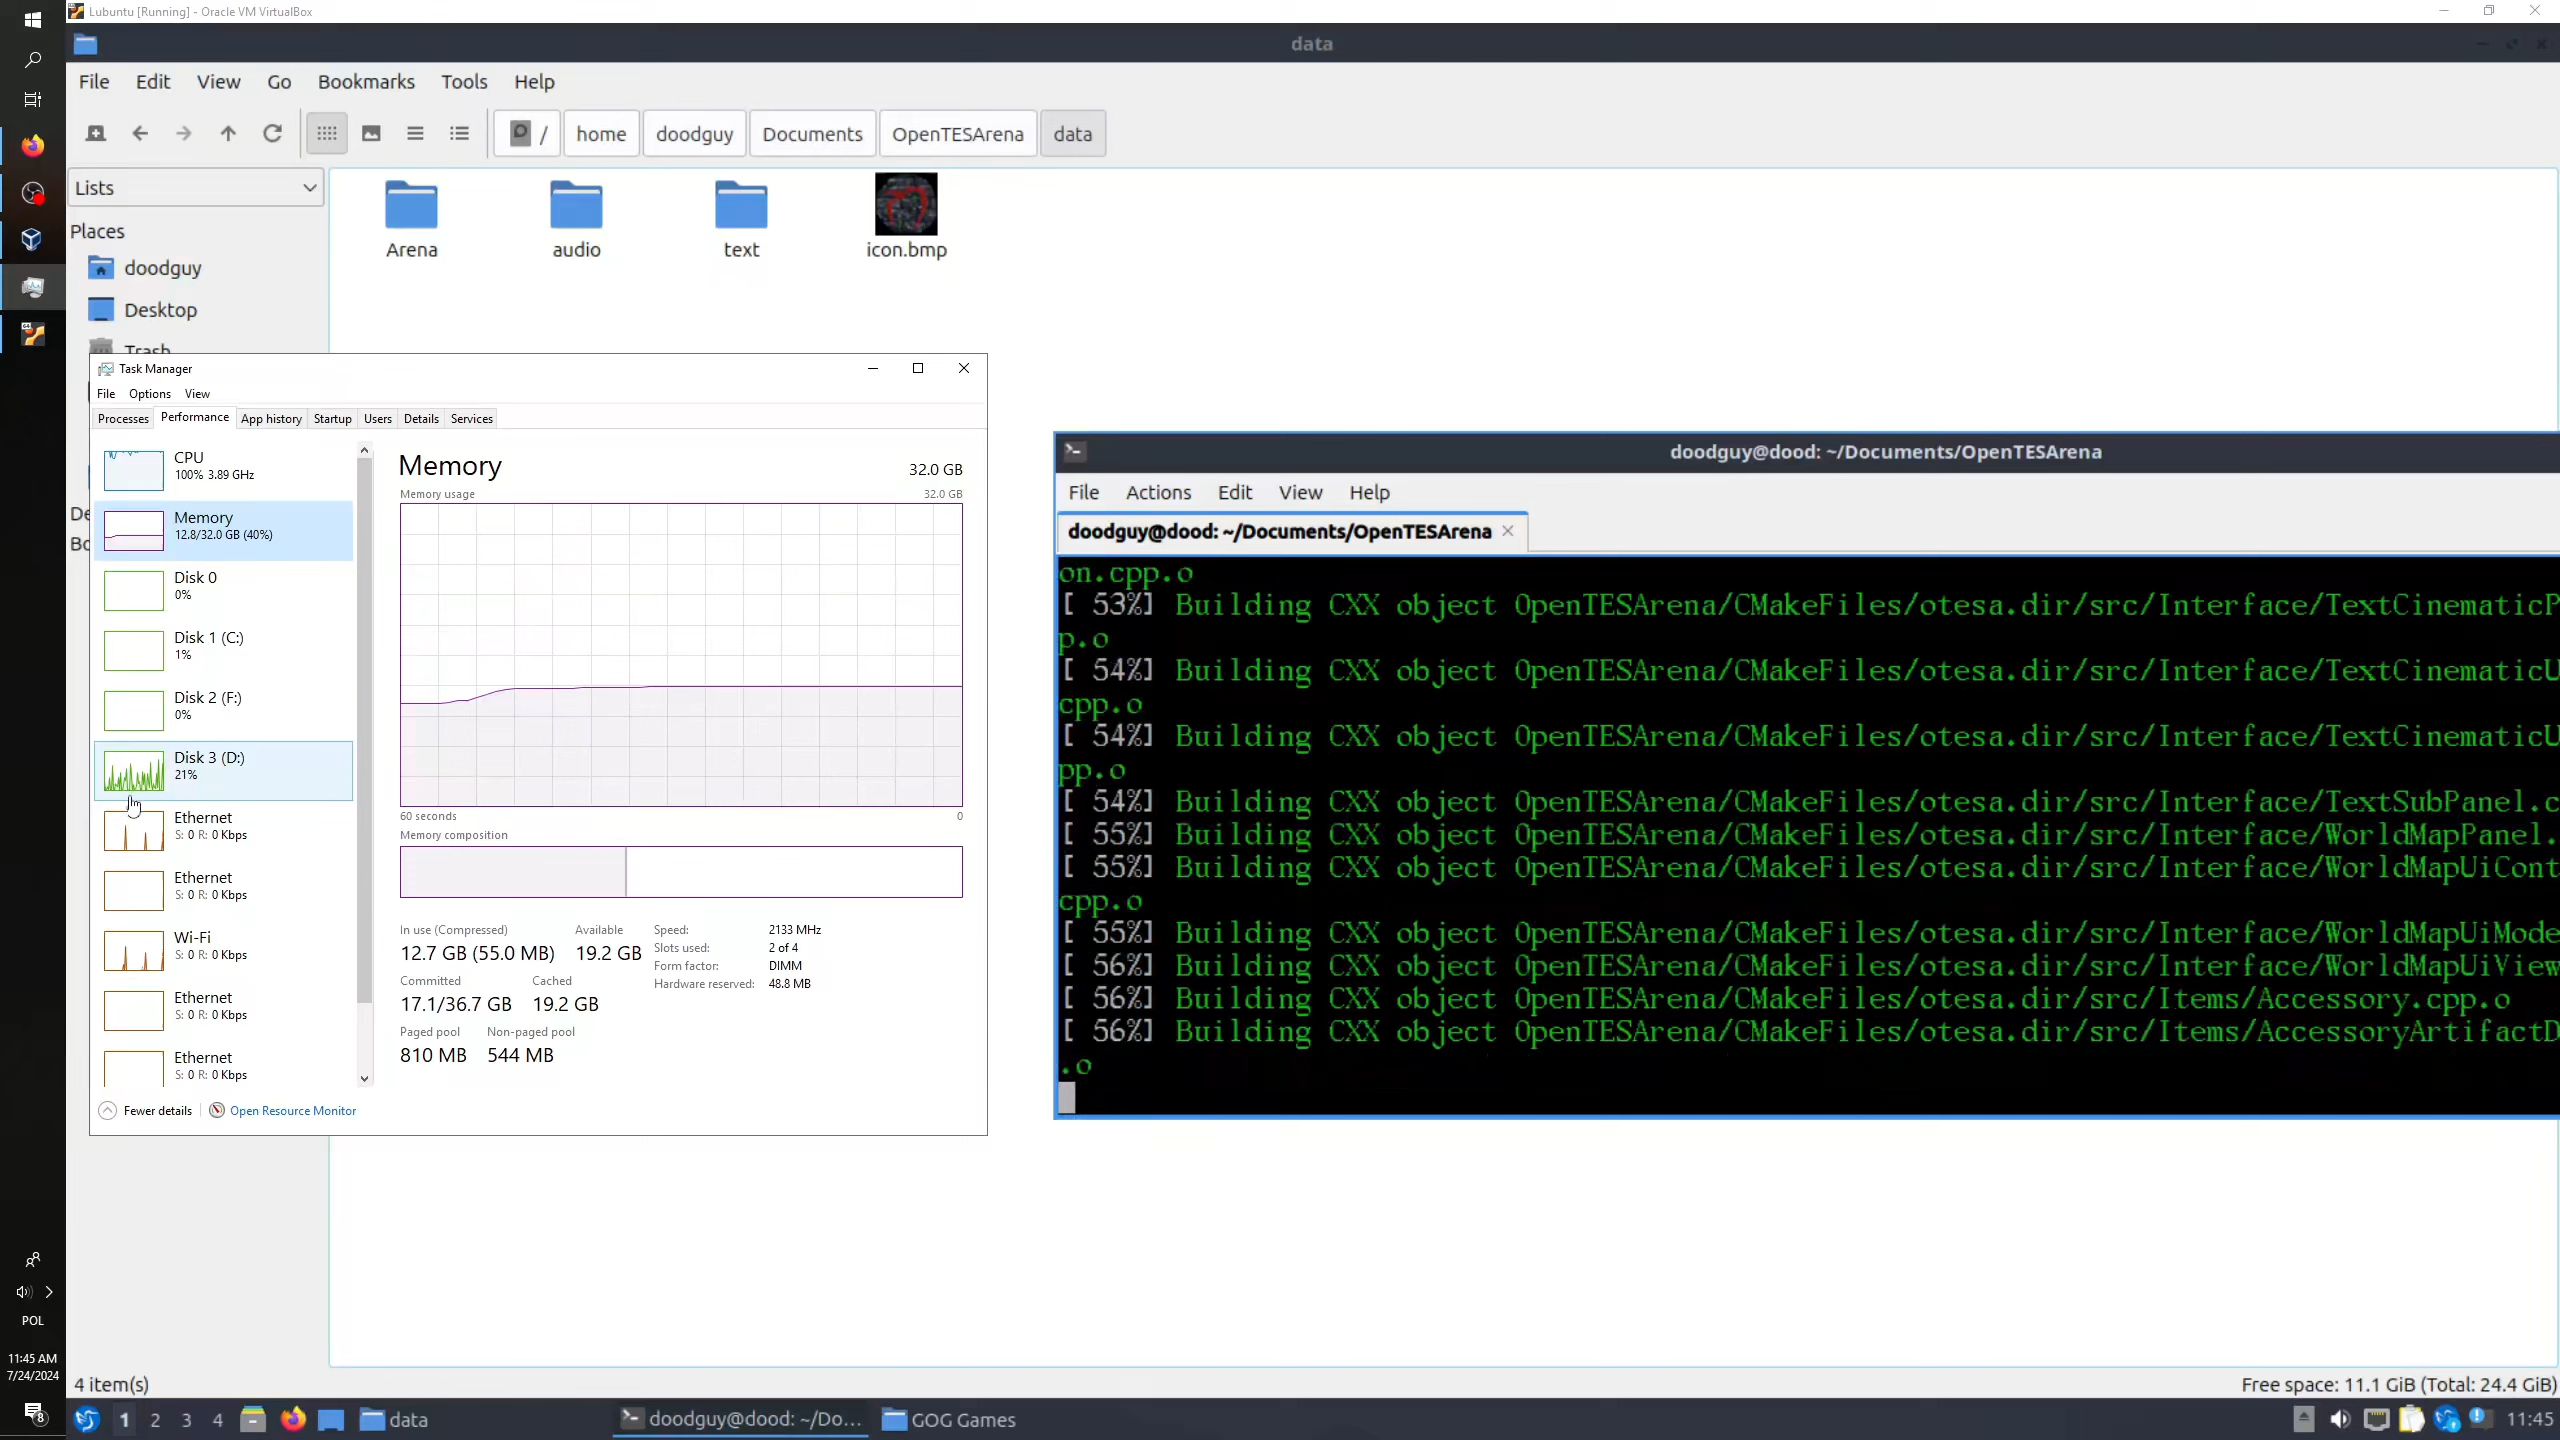 Lubuntu [Running] - Oracle VM VirtualBox
data
File Edit View Go Bookmarks Tools Help
/ home doodguy Documents OpenTESArena data
Lists
Places
doodguy
Desktop
Trash
De
Bo
Arena
audio
text
icon.bmp
Task Manager
File Options View
Processes Performance App history Startup Users Details Services
CPU
100% 3.89 GHz
Memory
12.8/32.0 GB (40%)
Disk 0
0%
Disk 1 (C:)
1%
Disk 2 (F:)
0%
Disk 3 (D:)
21%
Ethernet
S: 0 R: 0 Kbps
Ethernet
S: 0 R: 0 Kbps
Wi-Fi
S: 0 R: 0 Kbps
Ethernet
S: 0 R: 0 Kbps
Ethernet
S: 0 R: 0 Kbps
Memory 32.0 GB
Memory usage 32.0 GB
60 seconds 0
Memory composition
In use (Compressed) Available
12.7 GB (55.0 MB) 19.2 GB
Committed Cached
17.1/36.7 GB 19.2 GB
Paged pool Non-paged pool
810 MB 544 MB
Speed: 2133 MHz
Slots used: 2 of 4
Form factor: DIMM
Hardware reserved: 48.8 MB
Fewer details Open Resource Monitor
doodguy@dood: ~/Documents/OpenTESArena
File Actions Edit View Help
doodguy@dood: ~/Documents/OpenTESArena
on.cpp.o
[ 53%] Building CXX object OpenTESArena/CMakeFiles/otesa.dir/src/Interface/TextCinematicP
p.o
[ 54%] Building CXX object OpenTESArena/CMakeFiles/otesa.dir/src/Interface/TextCinematicU
cpp.o
[ 54%] Building CXX object OpenTESArena/CMakeFiles/otesa.dir/src/Interface/TextCinematicU
pp.o
[ 54%] Building CXX object OpenTESArena/CMakeFiles/otesa.dir/src/Interface/TextSubPanel.c
[ 55%] Building CXX object OpenTESArena/CMakeFiles/otesa.dir/src/Interface/WorldMapPanel.
[ 55%] Building CXX object OpenTESArena/CMakeFiles/otesa.dir/src/Interface/WorldMapUiCont
cpp.o
[ 55%] Building CXX object OpenTESArena/CMakeFiles/otesa.dir/src/Interface/WorldMapUiMode
[ 56%] Building CXX object OpenTESArena/CMakeFiles/otesa.dir/src/Interface/WorldMapUiView
[ 56%] Building CXX object OpenTESArena/CMakeFiles/otesa.dir/src/Items/Accessory.cpp.o
[ 56%] Building CXX object OpenTESArena/CMakeFiles/otesa.dir/src/Items/AccessoryArtifactD
.o
POL
11:45 AM
7/24/2024
8
4 item(s)
Free space: 11.1 GiB (Total: 24.4 GiB)
1 2 3 4 data doodguy@dood: ~/Do... GOG Games 11:45